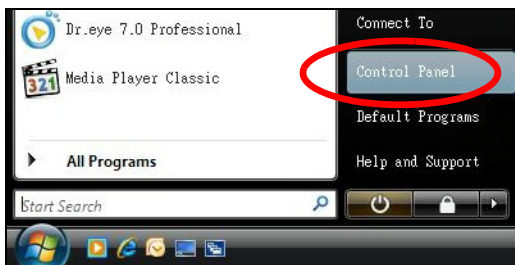 Dr.eye 7.0 Professional
Media Player Classic
All Programs
Start Search
Connect To
Control Panel
Default Programs
Help and Support
321